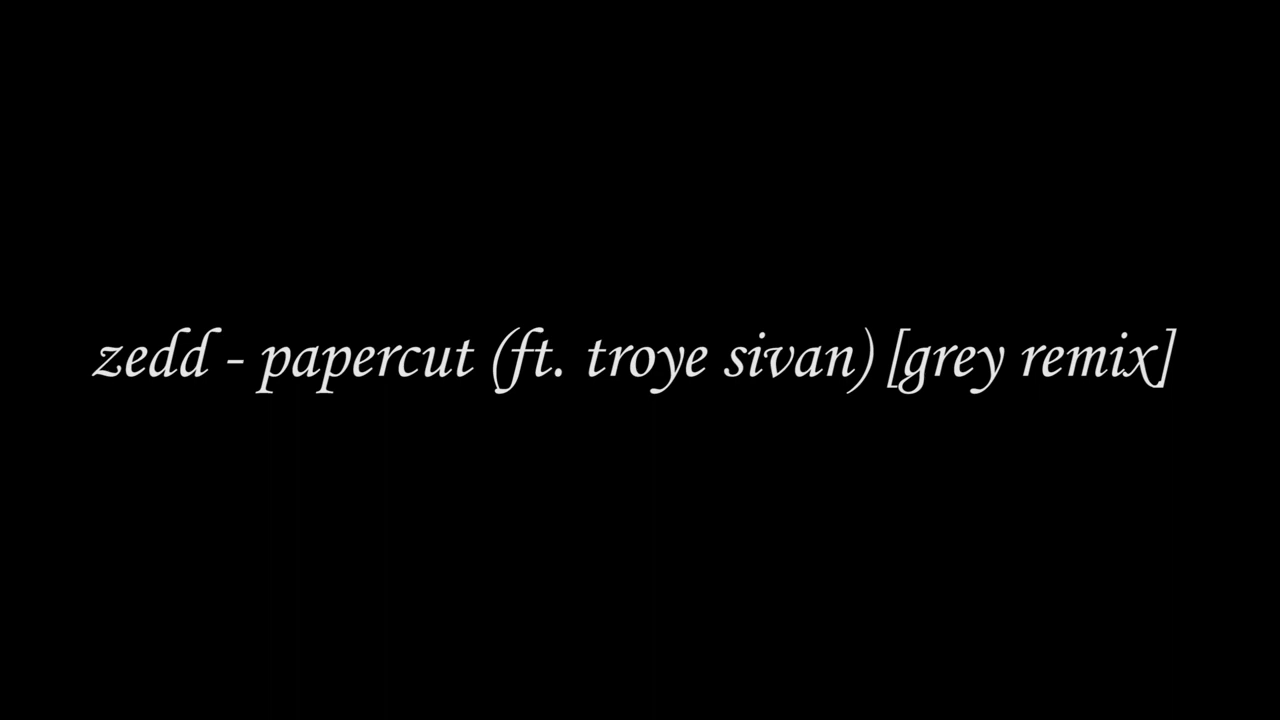 zedd - papercut (ft. troye sivan) [grey remix]